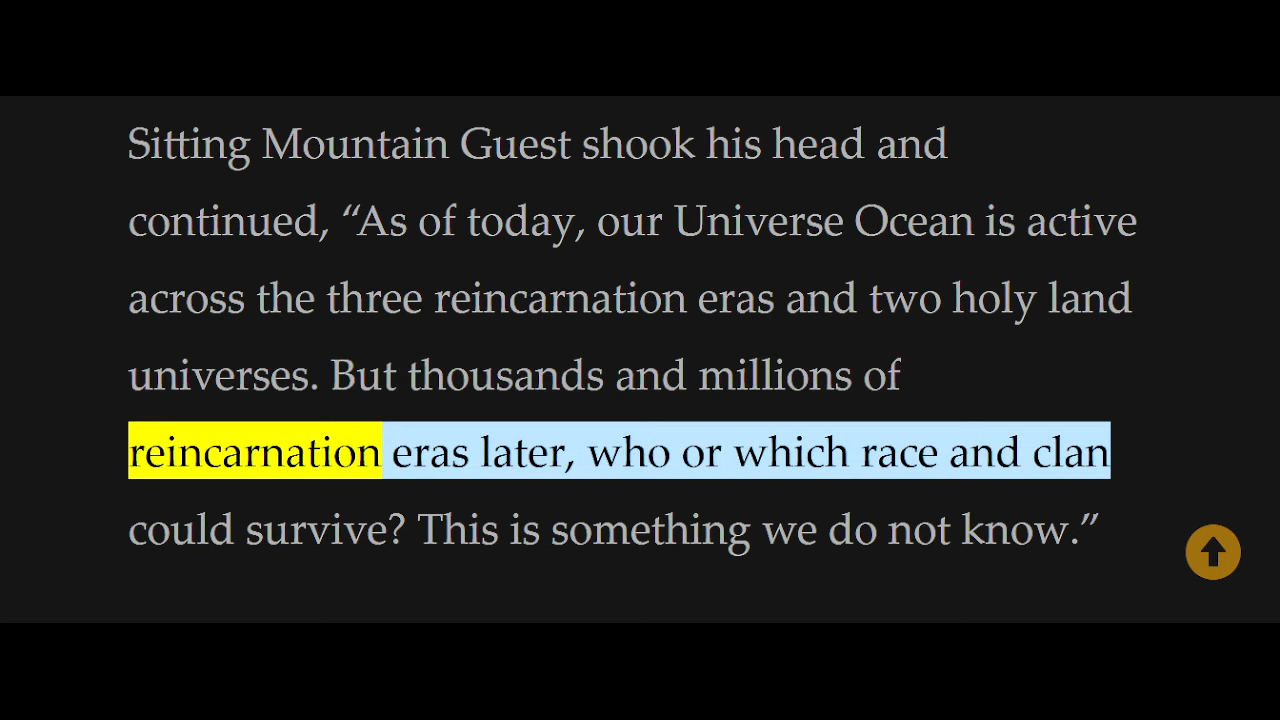 Sitting Mountain Guest shook his head and
continued, “As of today, our Universe Ocean is active
across the three reincarnation eras and two holy land
universes. But thousands and millions of
reincarnation eras later, who or which race and clan
could survive? This is something we do not know.”